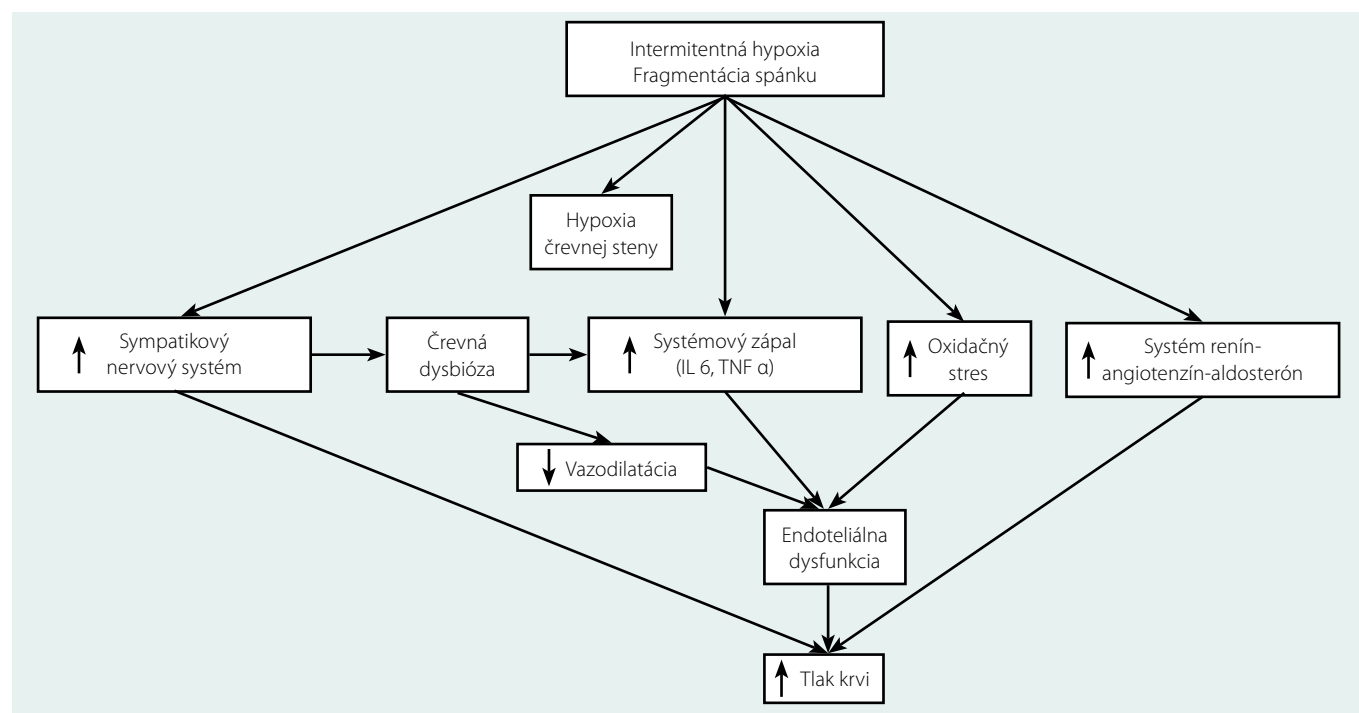 Intermitentná hypoxia
Fragmentácia spánku
Hypoxia
črevnej steny
Sympatikový
nervový systém
Črevná
dysbióza
Systémový zápal
(IL 6, TNF α)
Oxidačný
stres
Systém renín-
angiotenzín-aldosterón
Vazodilatácia
Endoteliálna
dysfunkcia
Tlak krvi